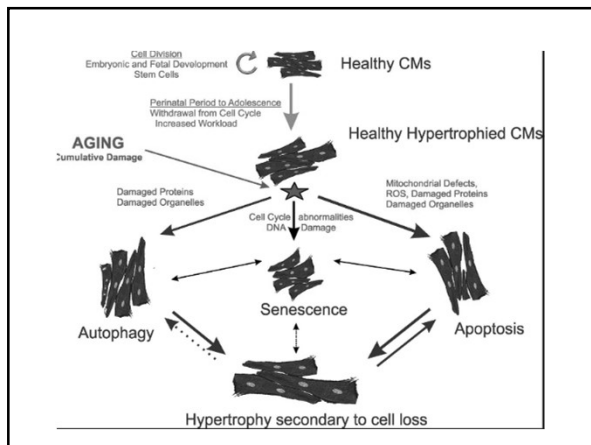 Cell Division
Embryonic and Fetal Development
Stem Cells
Healthy CMs
Perinatal Period to Adolescence
Withdrawal from Cell Cycle
Increased Workload
Healthy Hypertrophied CMs
AGING
Cumulative Damage
Damaged Proteins
Damaged Organelles
Cell Cycle abnormalities
DNA Damage
Mitochondrial Defects,
ROS, Damaged Proteins
Damaged Organelles
Autophagy
Senescence
Apoptosis
Hypertrophy secondary to cell loss